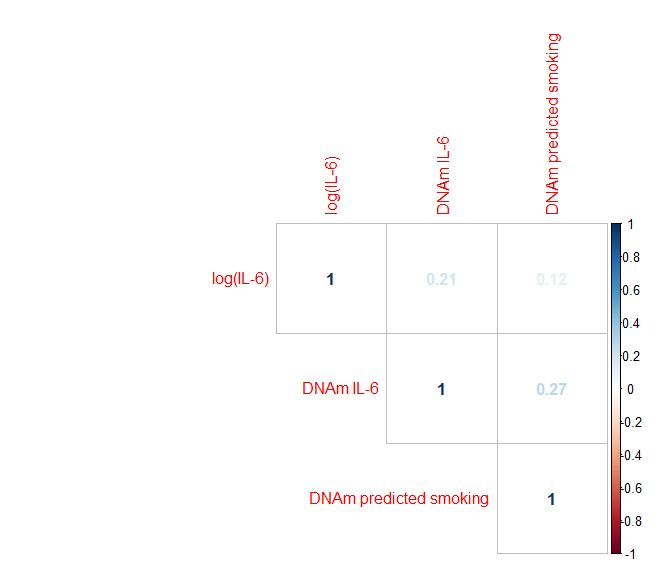 log(IL-6)
DNAm IL-6
DNAm predicted smoking
log(IL-6)
1
0.21
0.12
DNAm IL-6
1
0.27
DNAm predicted smoking
1
1
0.8
0.6
0.4
0.2
0
-0.2
-0.4
-0.6
-0.8
-1